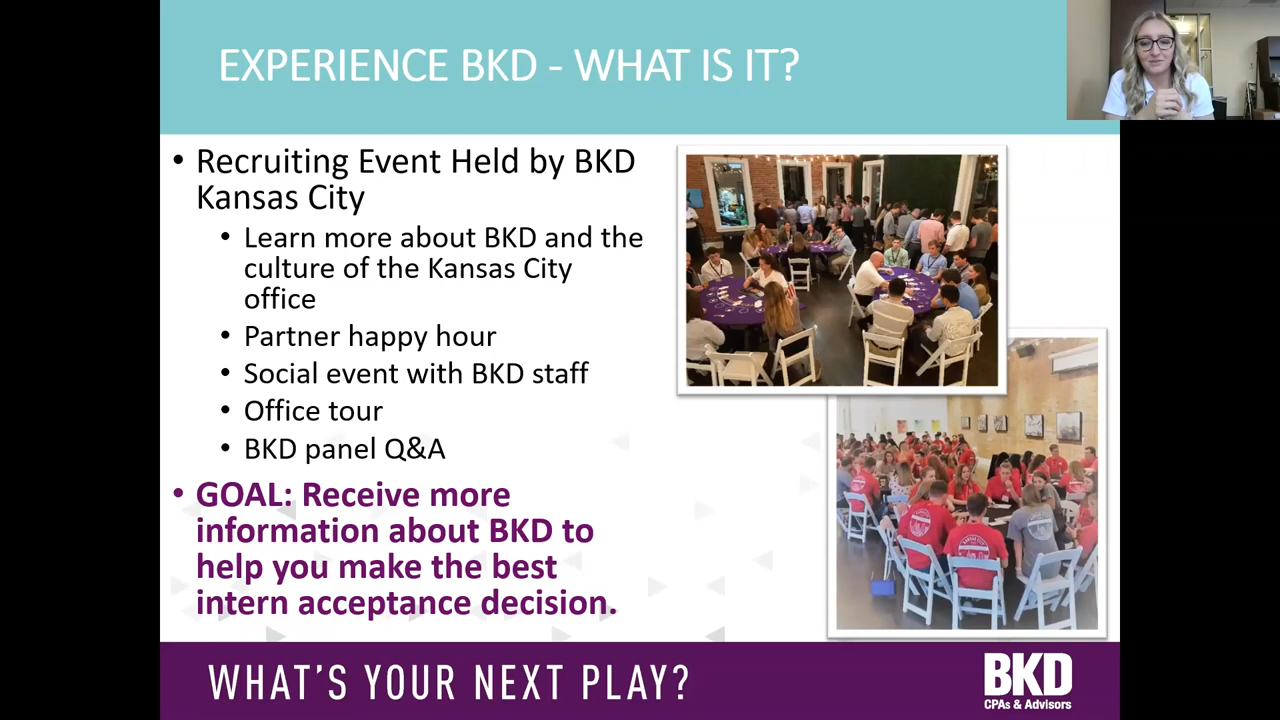 EXPERIENCE BKD - WHAT IS IT?
• Recruiting Event Held by BKD
Kansas City
• Learn more about BKD and the
culture of the Kansas City
office
• Partner happy hour
• Social event with BKD staff
• Office tour
• BKD panel Q&A
• GOAL: Receive more
information about BKD to
help you make the best
intern acceptance decision.
WHAT'S YOUR NEXT PLAY?
BKD
CPAs & Advisors